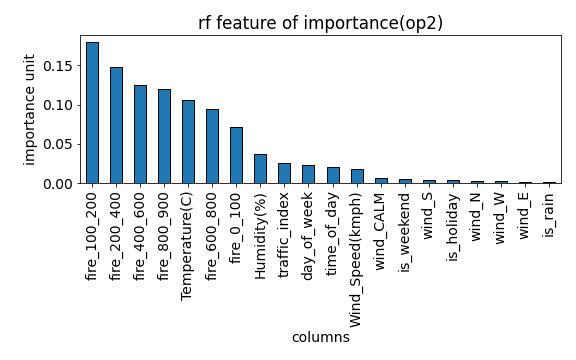 rf feature of importance(op2)
importance unit
0.15
0.10
0.05
0.00
fire_100_200
fire_200_400
fire_400_600
fire_800_900
Temperature(C)
fire_600_800
fire_0_100
Humidity(%)
traffic_index
day_of_week
time_of_day
Wind_Speed(kmph)
wind_CALM
is_weekend
wind_S
is_holiday
wind_N
wind_W
wind_E
is_rain
columns